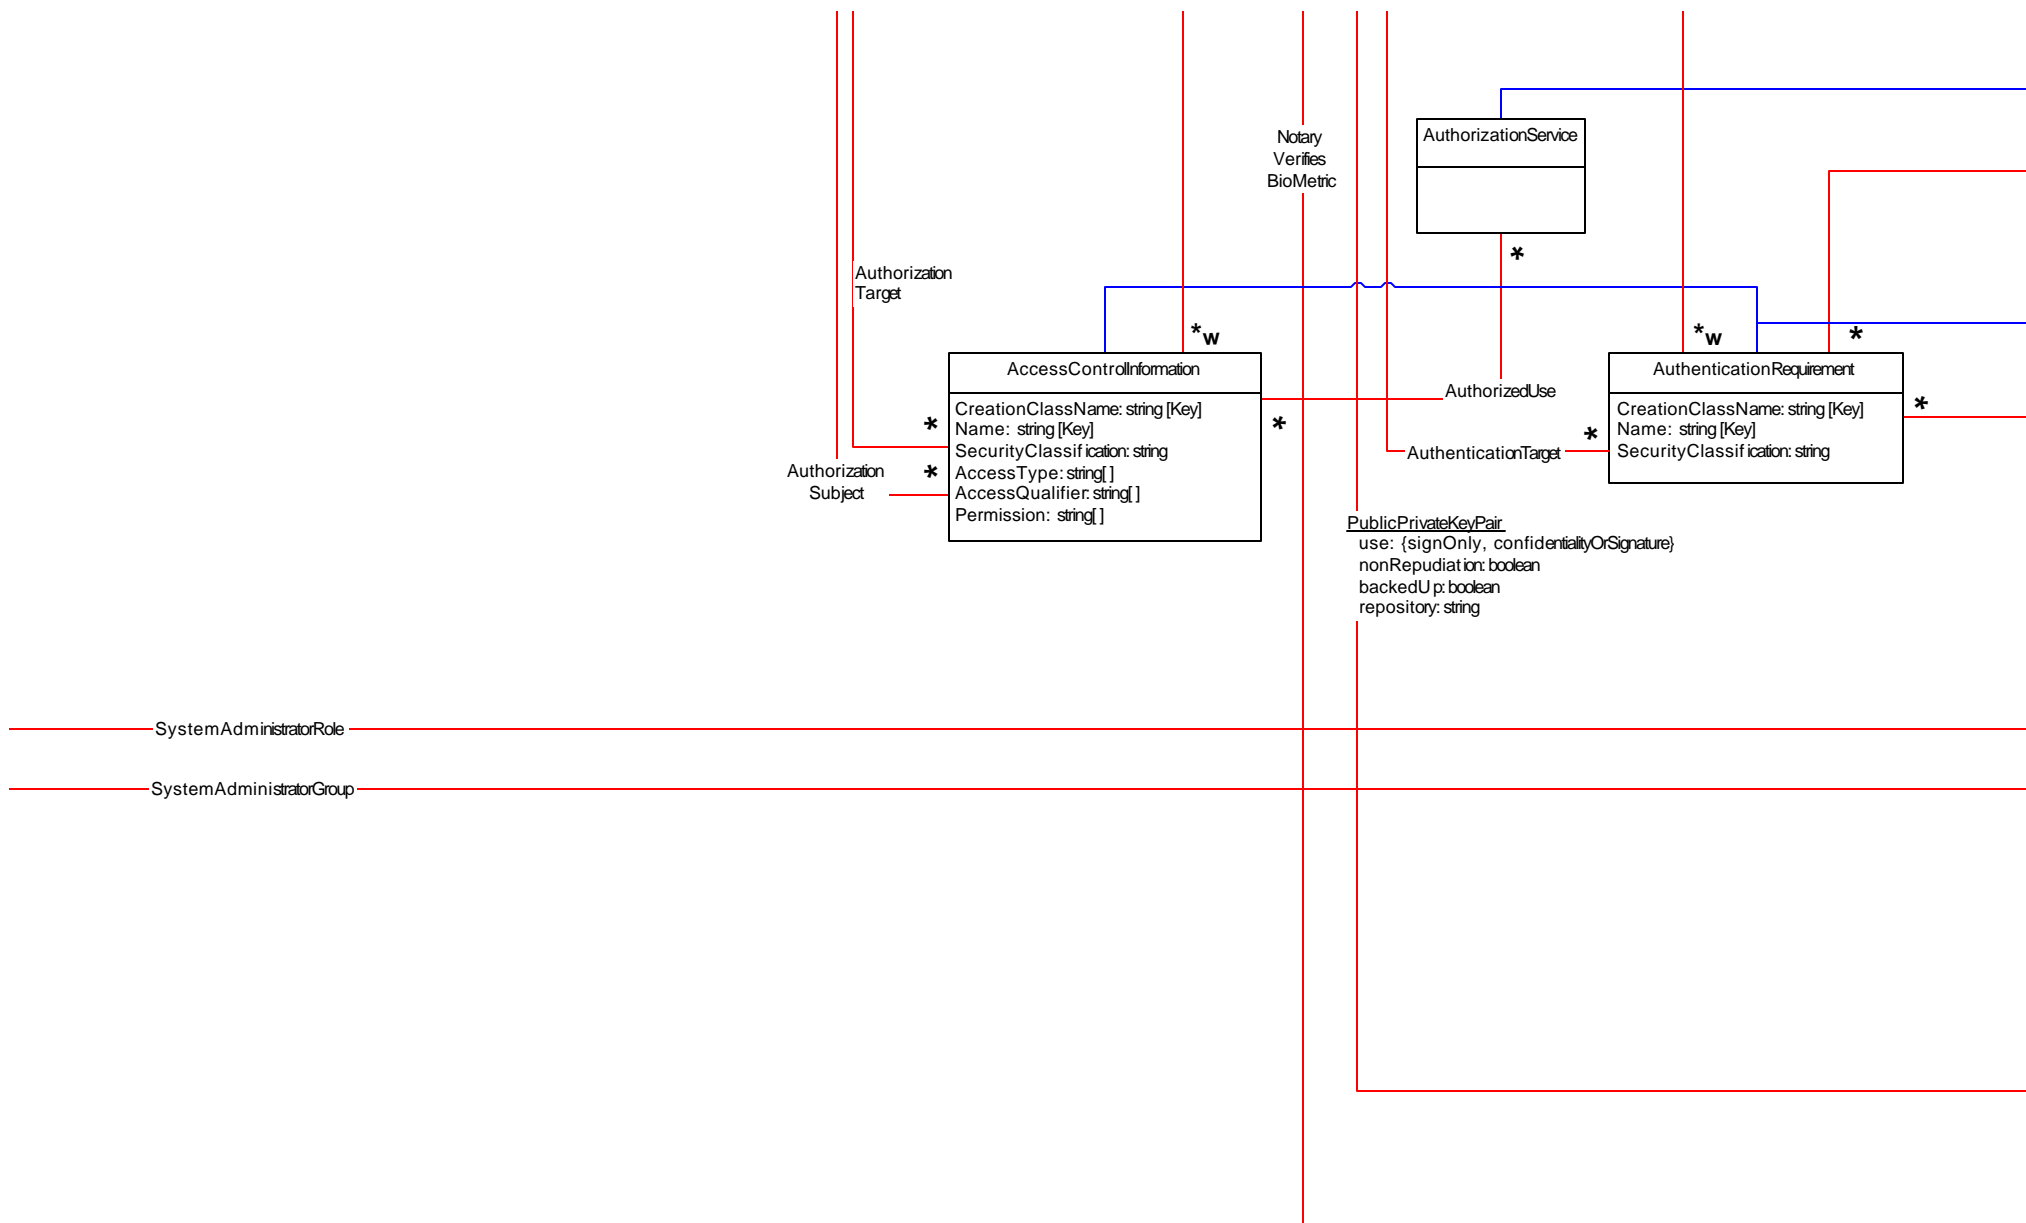 Notary
Verifies
BioMetric
AuthorizationService
*
Authorization
Target
*w
*w
*
AccessControlInformation
CreationClassName: string [Key]
Name: string [Key]
SecurityClassification: string
AccessType: string[ ]
AccessQualifier: string[ ]
Permission: string[ ]
*
*
*
Authorization
Subject
AuthorizedUse
AuthenticationTarget
*
AuthenticationRequirement
CreationClassName: string [Key]
Name: string [Key]
SecurityClassification: string
*
PublicPrivateKeyPair
use: {signOnly, confidentialityOrSignature}
nonRepudiation: boolean
backedUp: boolean
repository: string
SystemAdministratorRole
SystemAdministratorGroup